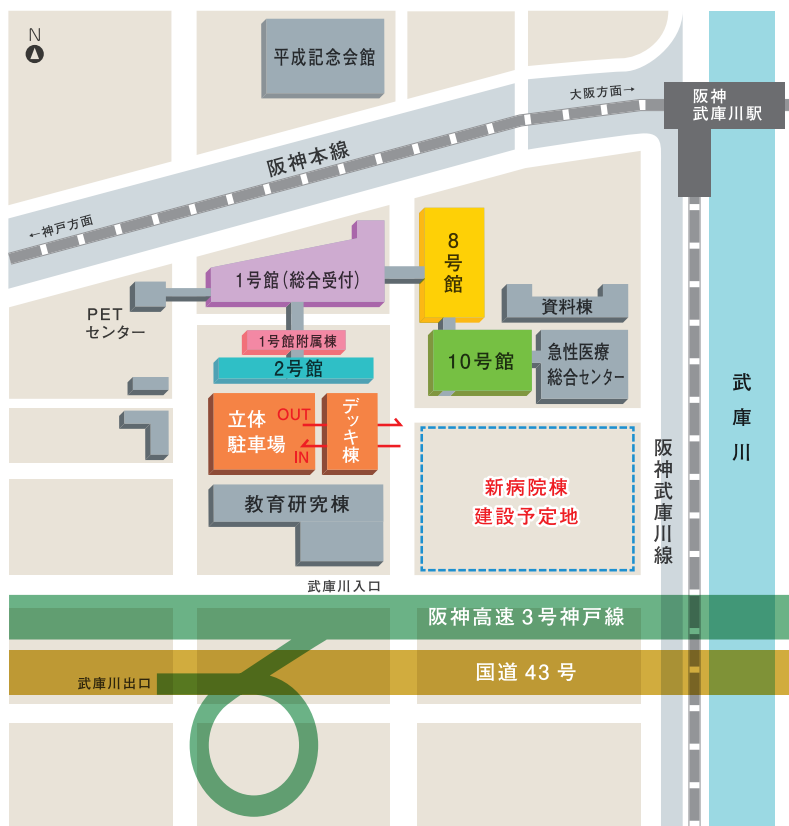 N
平成記念会館
大阪方面→
阪神
武庫川駅
阪神本線
←神戸方面
8号館
1号館(総合受付)
PET
センター
資料棟
1号館附属棟
2号館
10号館
急性医療
総合センター
武庫川
立体
駐車場
OUT
IN
デッキ棟
新病院棟
建設予定地
阪神武庫川線
教育研究棟
武庫川入口
阪神高速3号神戸線
国道43号
武庫川出口